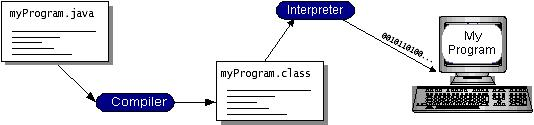 myProgram.java
Compiler
myProgram.class
Interpreter
0010110100...
My
Program